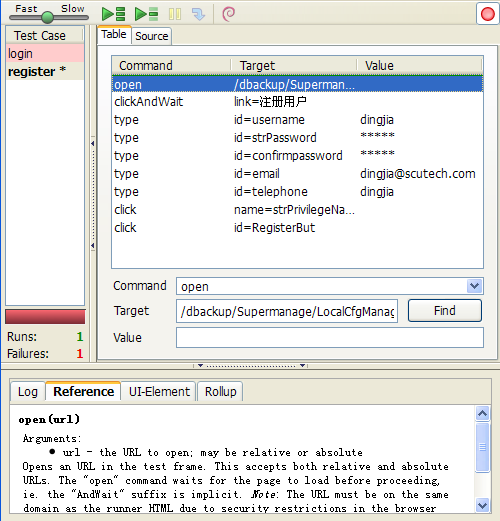 Fast Slow
Test Case
login
register *
Runs: 1
Failures: 1
Table Source
Command Target Value
open /dbackup/Supermana...
clickAndWait link=注册用户
type id=username dingjia
type id=strPassword *****
type id=confirmpassword *****
type id=email dingjia@scutech.com
type id=telephone dingjia
click name=strPrivilegeNa...
click id=RegisterBut
Command open
Target /dbackup/Supermanage/LocalCfgManag Find
Value
Log Reference UI-Element Rollup
open(url)
Arguments:
● url - the URL to open; may be relative or absolute
Opens an URL in the test frame. This accepts both relative and absolute
URLs. The "open" command waits for the page to load before proceeding,
ie. the "AndWait" suffix is implicit. Note: The URL must be on the same
domain as the runner HTML due to security restrictions in the browser